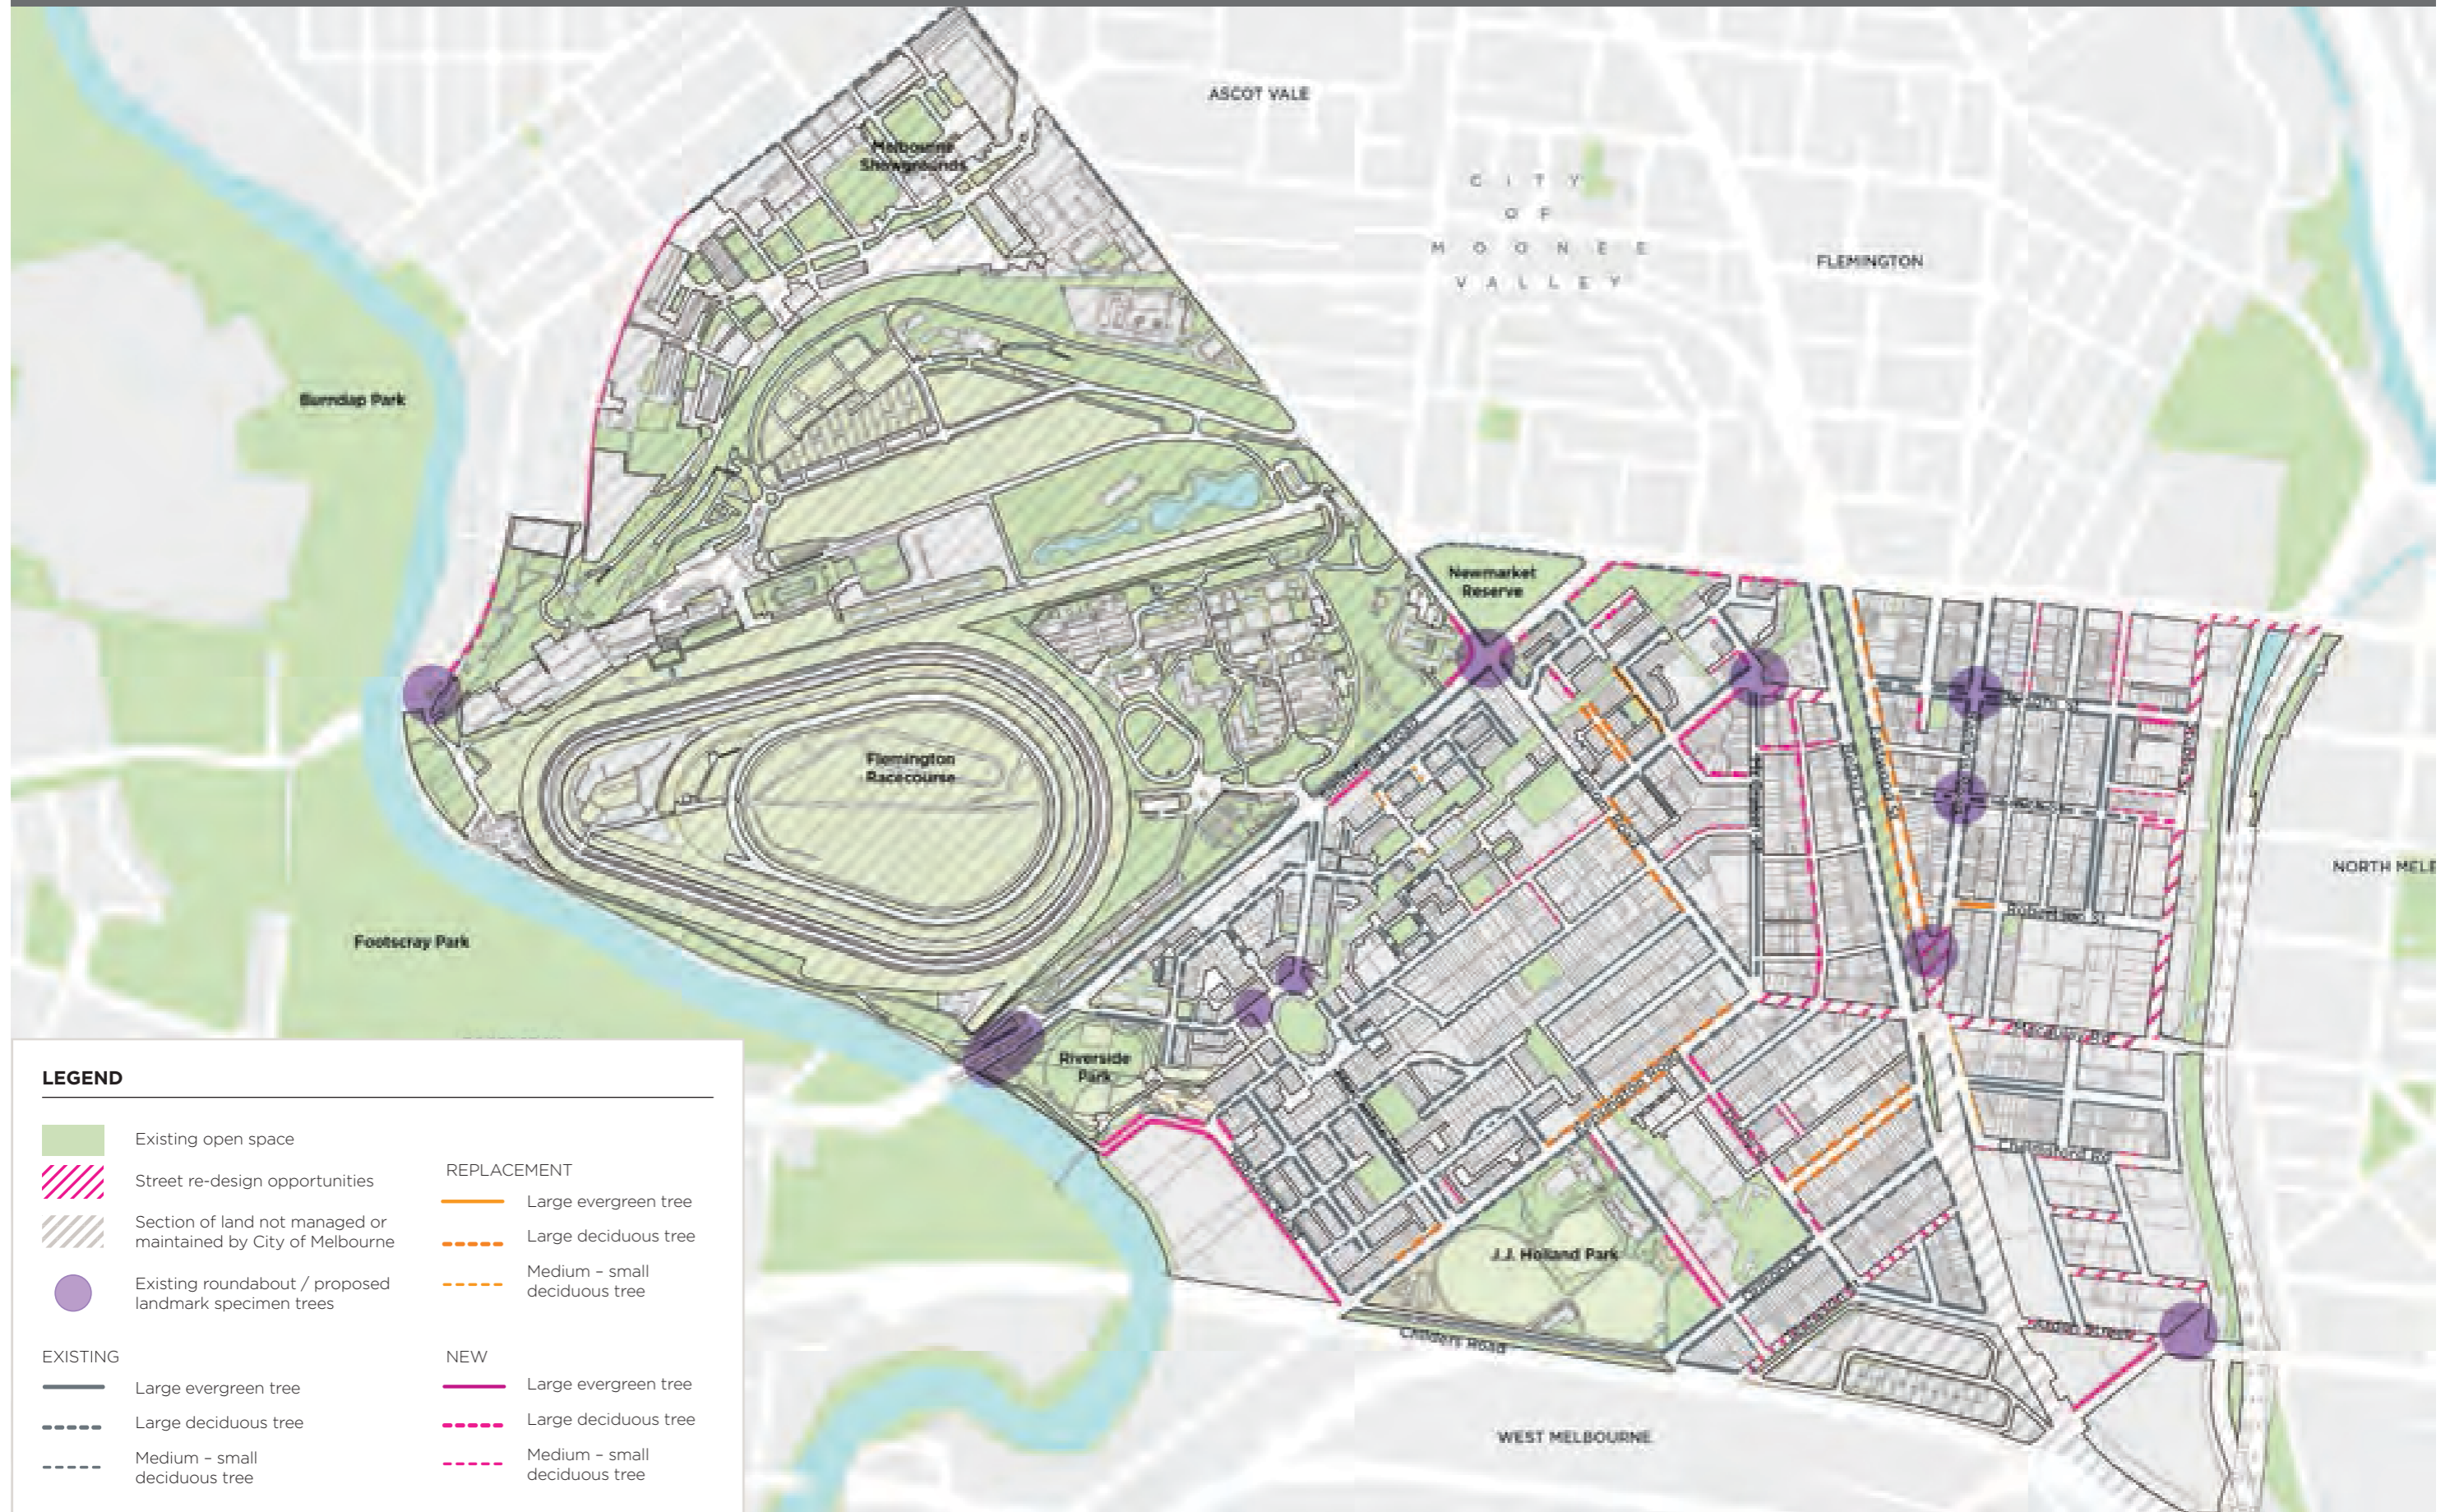 ASCOT VALE
Melbourne
Showgrounds
C I T Y
O F
M O O N E E
V A L L E Y
FLEMINGTON
Burndap Park
Newmarket
Reserve
Flemington
Racecourse
NORTH MELB
Robertson St
Footscray Park
Riverside
Park
J.J. Holland Park
Childers Road
WEST MELBOURNE
LEGEND
Existing open space
Street re-design opportunities
Section of land not managed or
maintained by City of Melbourne
Existing roundabout / proposed
landmark specimen trees
EXISTING
Large evergreen tree
Large deciduous tree
Medium – small
deciduous tree
REPLACEMENT
Large evergreen tree
Large deciduous tree
Medium – small
deciduous tree
NEW
Large evergreen tree
Large deciduous tree
Medium – small
deciduous tree